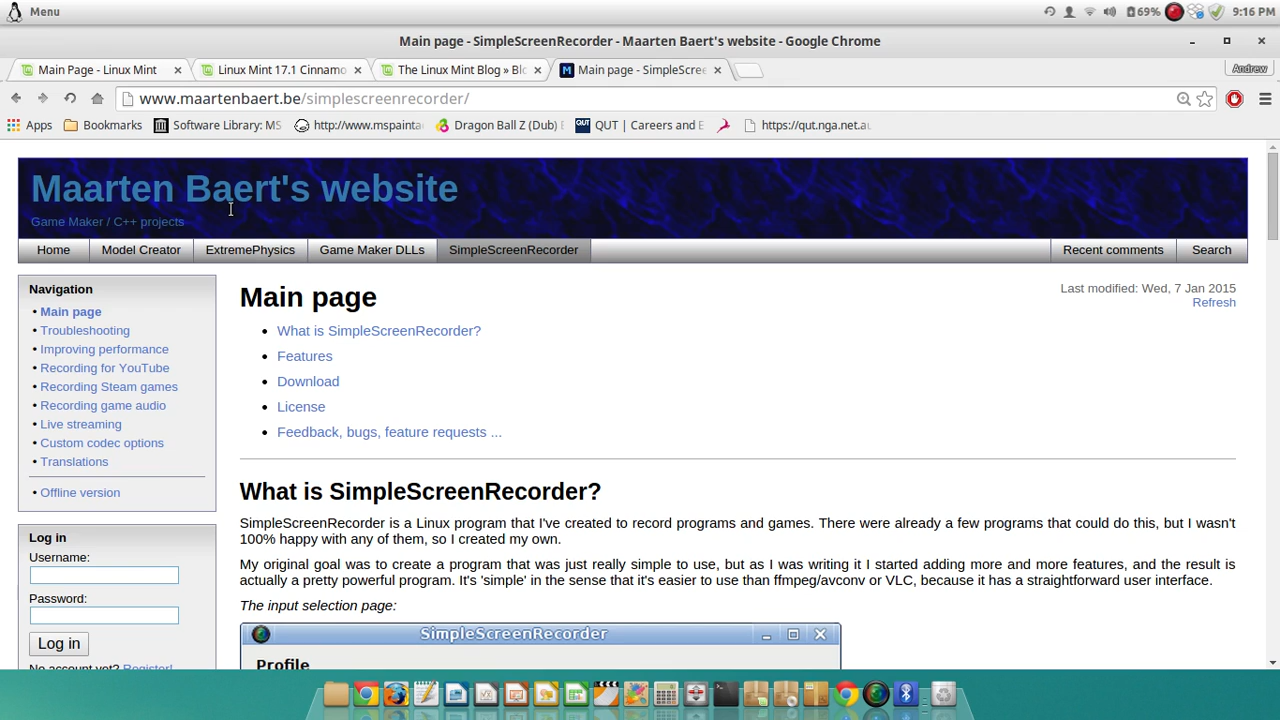 Menu
69%
9:16 PM
Main page - SimpleScreenRecorder - Maarten Baert's website - Google Chrome
Main Page - Linux Mint
Linux Mint 17.1 Cinnamo
The Linux Mint Blog » Blo
Main page - SimpleScree
Andrew
www.maartenbaert.be/simplescreenrecorder/
Apps
Bookmarks
Software Library: MS
http://www.mspainta
Dragon Ball Z (Dub)
QUT | Careers and E
https://qut.nga.net.au
Maarten Baert's website
Game Maker / C++ projects
Home
Model Creator
ExtremePhysics
Game Maker DLLs
SimpleScreenRecorder
Recent comments
Search
Navigation
• Main page
• Troubleshooting
• Improving performance
• Recording for YouTube
• Recording Steam games
• Recording game audio
• Live streaming
• Custom codec options
• Translations
• Offline version
Log in
Username:
Password:
Log in
No account yet? Register!
Main page
Last modified: Wed, 7 Jan 2015
Refresh
• What is SimpleScreenRecorder?
• Features
• Download
• License
• Feedback, bugs, feature requests ...
What is SimpleScreenRecorder?
SimpleScreenRecorder is a Linux program that I've created to record programs and games. There were already a few programs that could do this, but I wasn't
100% happy with any of them, so I created my own.
My original goal was to create a program that was just really simple to use, but as I was writing it I started adding more and more features, and the result is
actually a pretty powerful program. It's 'simple' in the sense that it's easier to use than ffmpeg/avconv or VLC, because it has a straightforward user interface.
The input selection page:
SimpleScreenRecorder
Profile